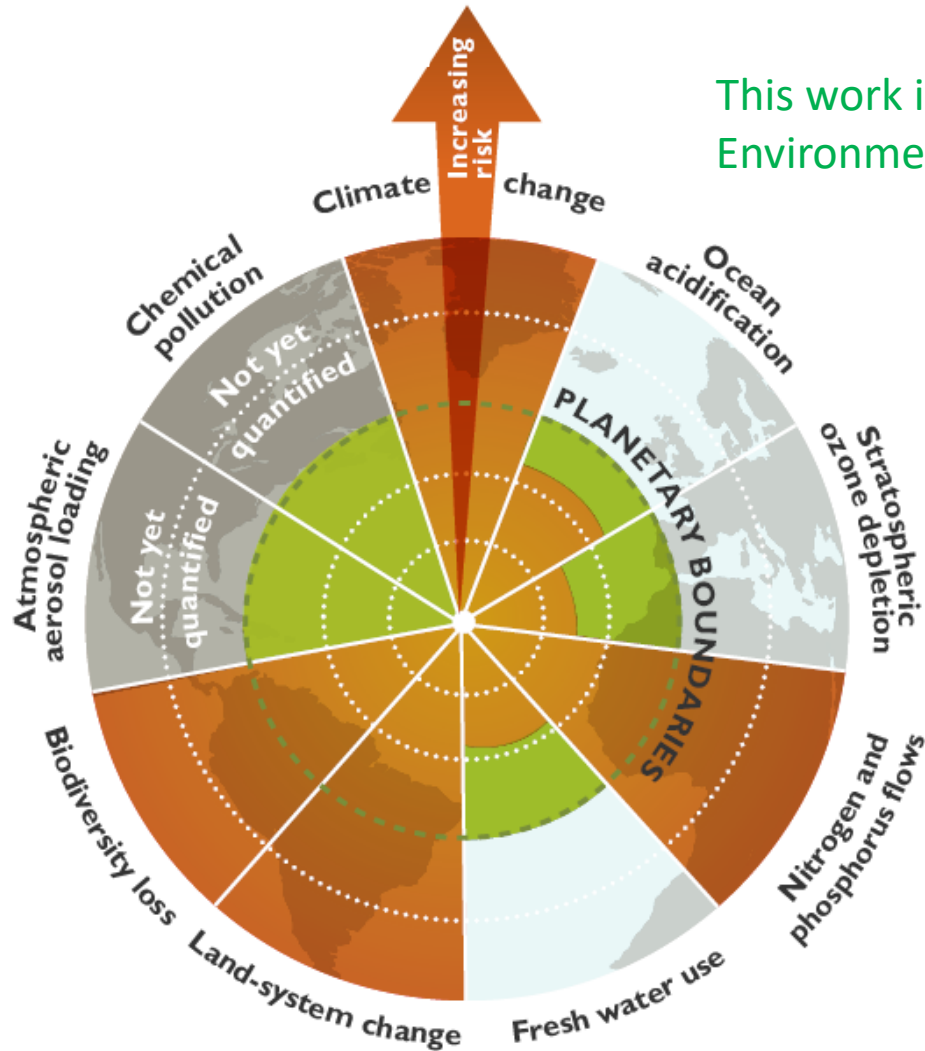 Increasing
risk
This work i
Environme
Climate change
Ocean
acidification
Stratospheric
ozone depletion
Nitrogen and
phosphorus flows
Fresh water use
Land-system change
Biodiversity loss
Atmospheric
aerosol loading
Chemical
pollution
Not yet
quantified
Not yet
quantified
PLANETARY BOUNDARIES